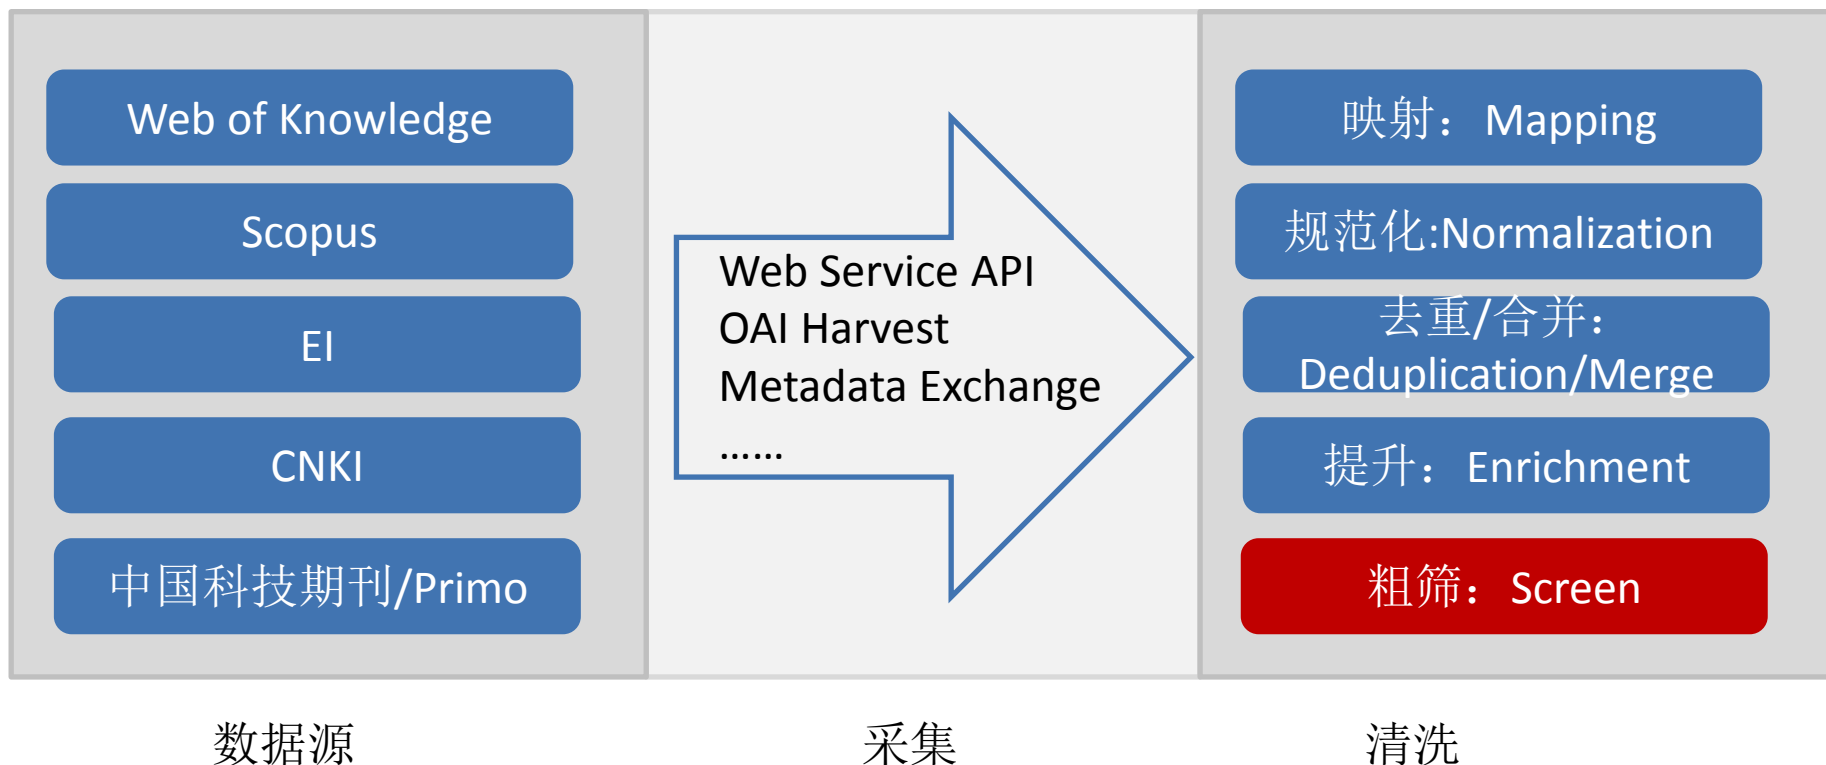 Web of Knowledge
Scopus
EI
CNKI
中国科技期刊/Primo
数据源
Web Service API
OAI Harvest
Metadata Exchange
……
采集
映射：Mapping
规范化:Normalization
去重/合并：
Deduplication/Merge
提升：Enrichment
粗筛：Screen
清洗